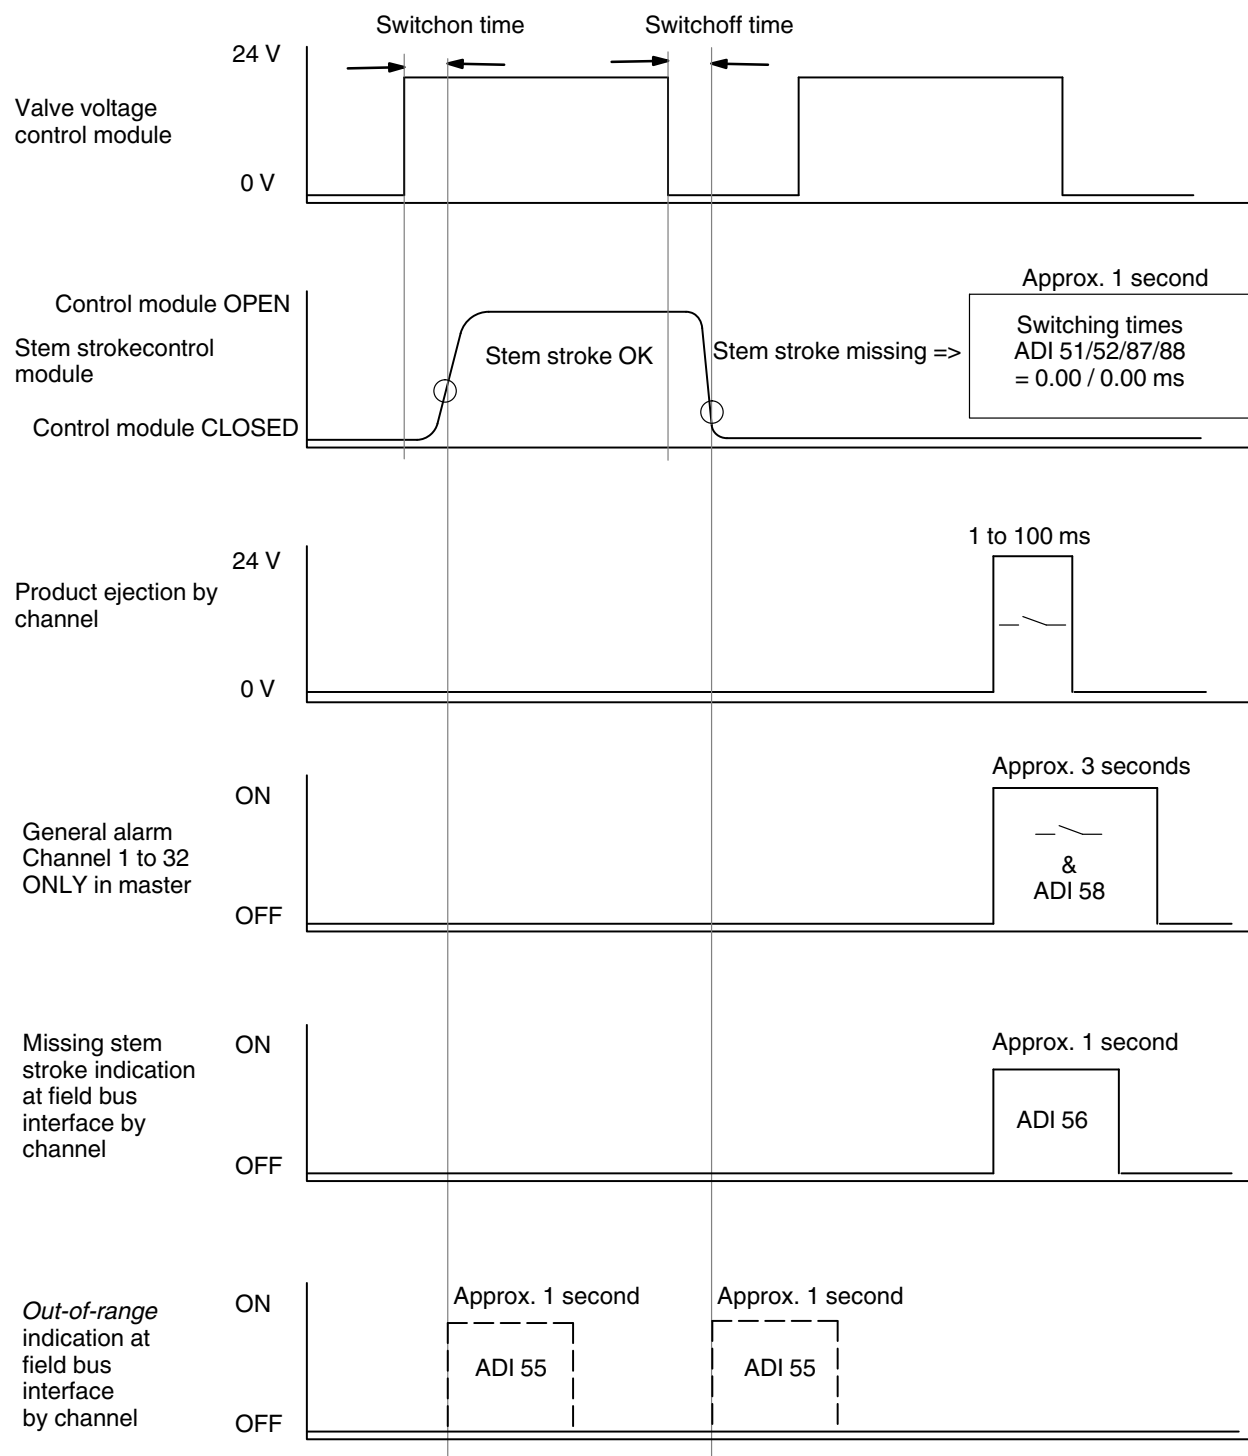 Switchon time
Switchoff time
24 V
Valve voltage
control module
0 V
Approx. 1 second
Control module OPEN
Stem strokecontrol
module
Control module CLOSED
Stem stroke OK
Stem stroke missing =>
Switching times
ADI 51/52/87/88
= 0.00 / 0.00 ms
1 to 100 ms
24 V
Product ejection by
channel
0 V
Approx. 3 seconds
ON
General alarm
Channel 1 to 32
ONLY in master
&
ADI 58
OFF
Missing stem
stroke indication
at field bus
interface by
channel
ON
Approx. 1 second
ADI 56
OFF
Out-of-range
indication at
field bus
interface
by channel
ON
Approx. 1 second
Approx. 1 second
ADI 55
ADI 55
OFF